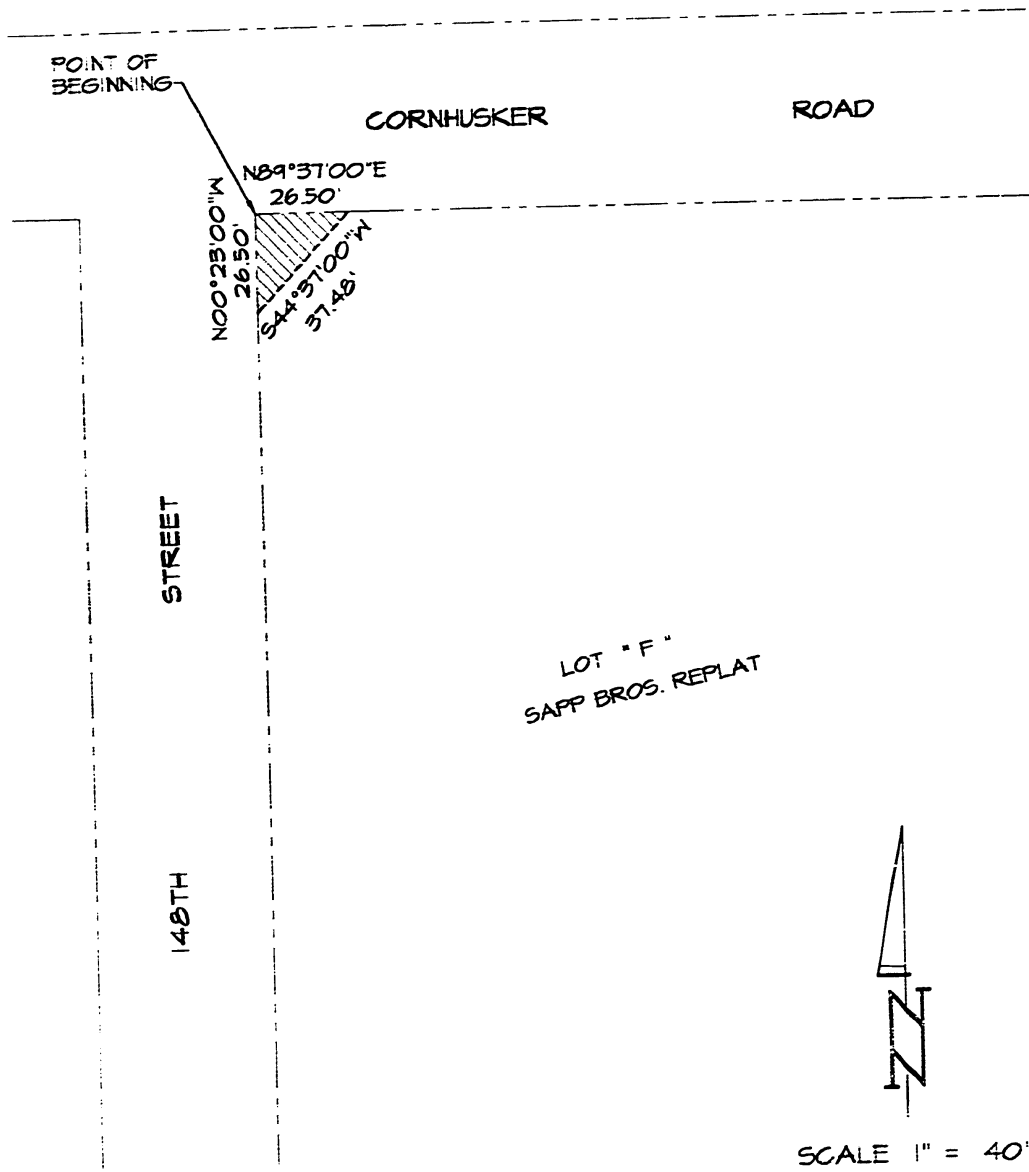 POINT OF
BEGINNING
CORNHUSKER ROAD
N89°37'00"E
26.50'
N00°23'00"W
26.50'
S44°37'00"W
37.48'
STREET
148TH
LOT "F"
SAPP BROS. REPLAT
N
SCALE 1" = 40'